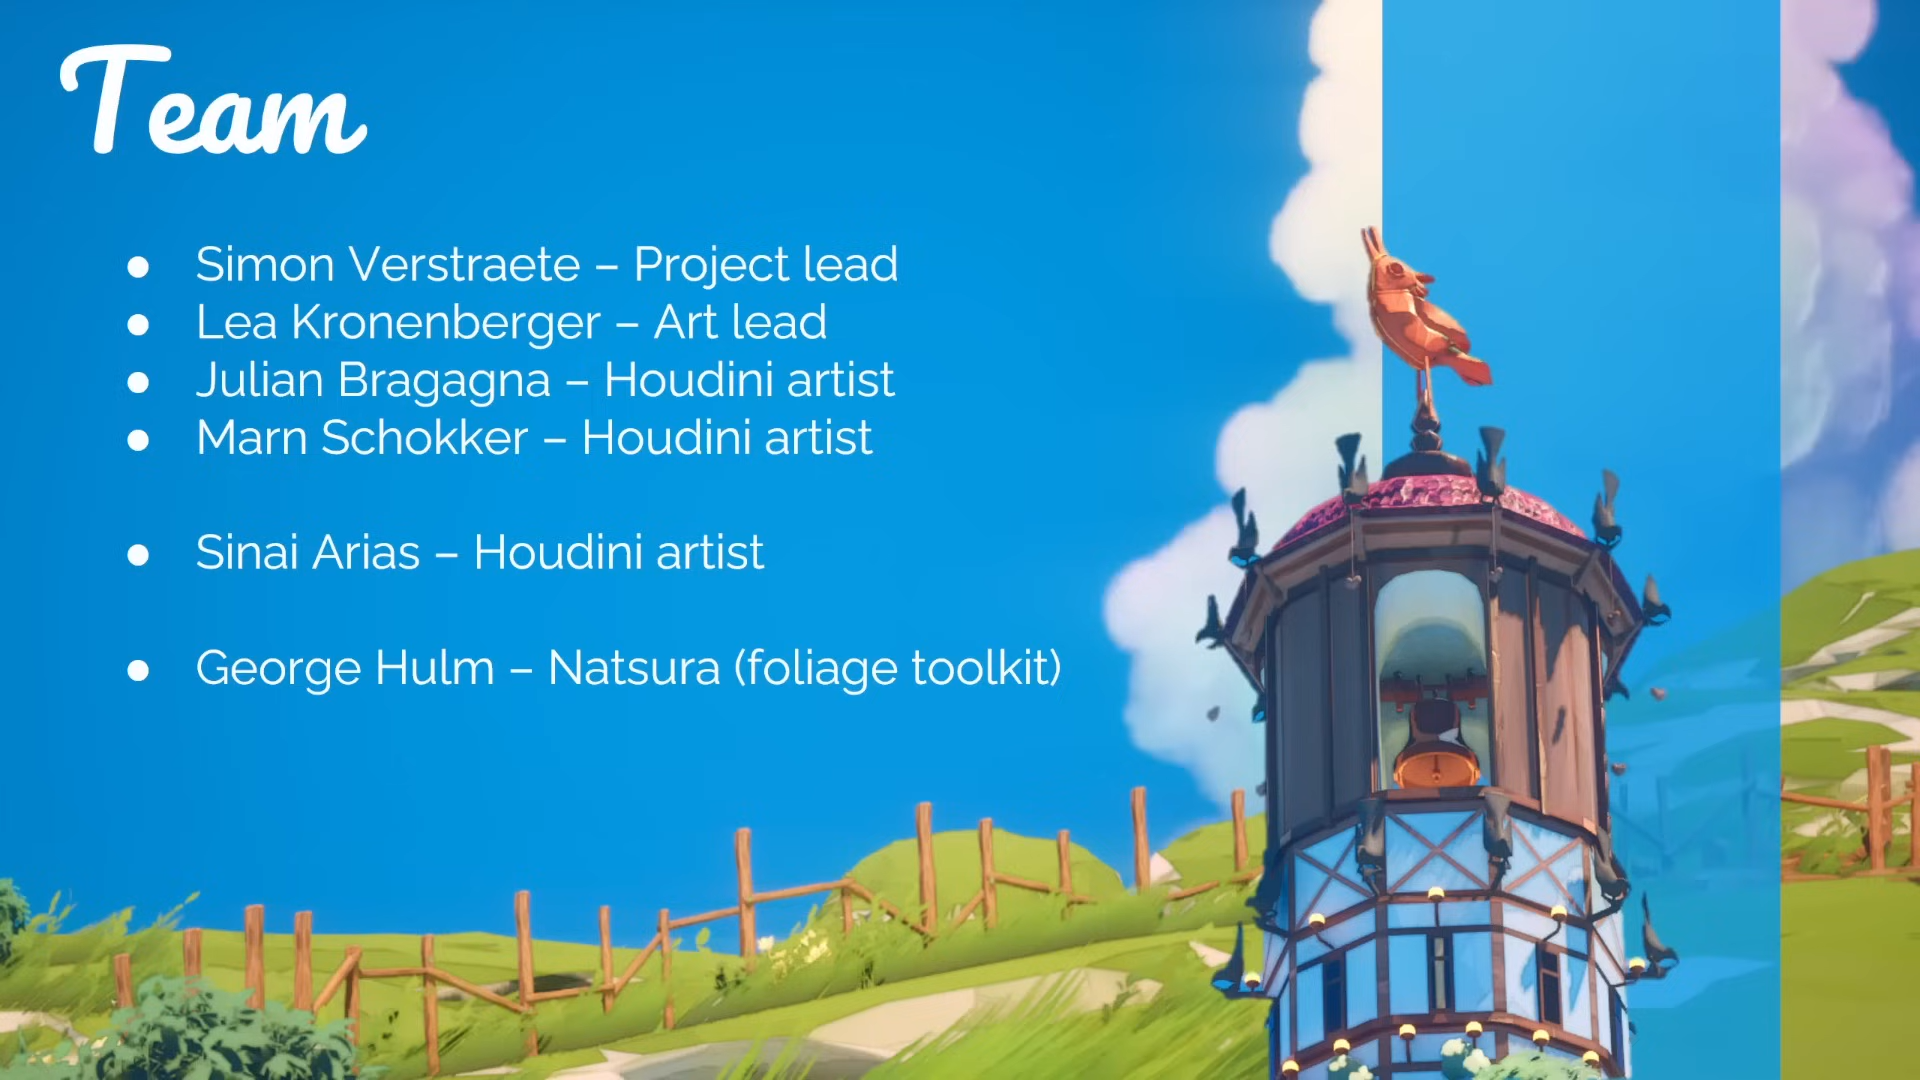 Team
● Simon Verstraete – Project lead
● Lea Kronenberger – Art lead
● Julian Bragagna – Houdini artist
● Marn Schokker – Houdini artist
● Sinai Arias – Houdini artist
● George Hulm – Natsura (foliage toolkit)